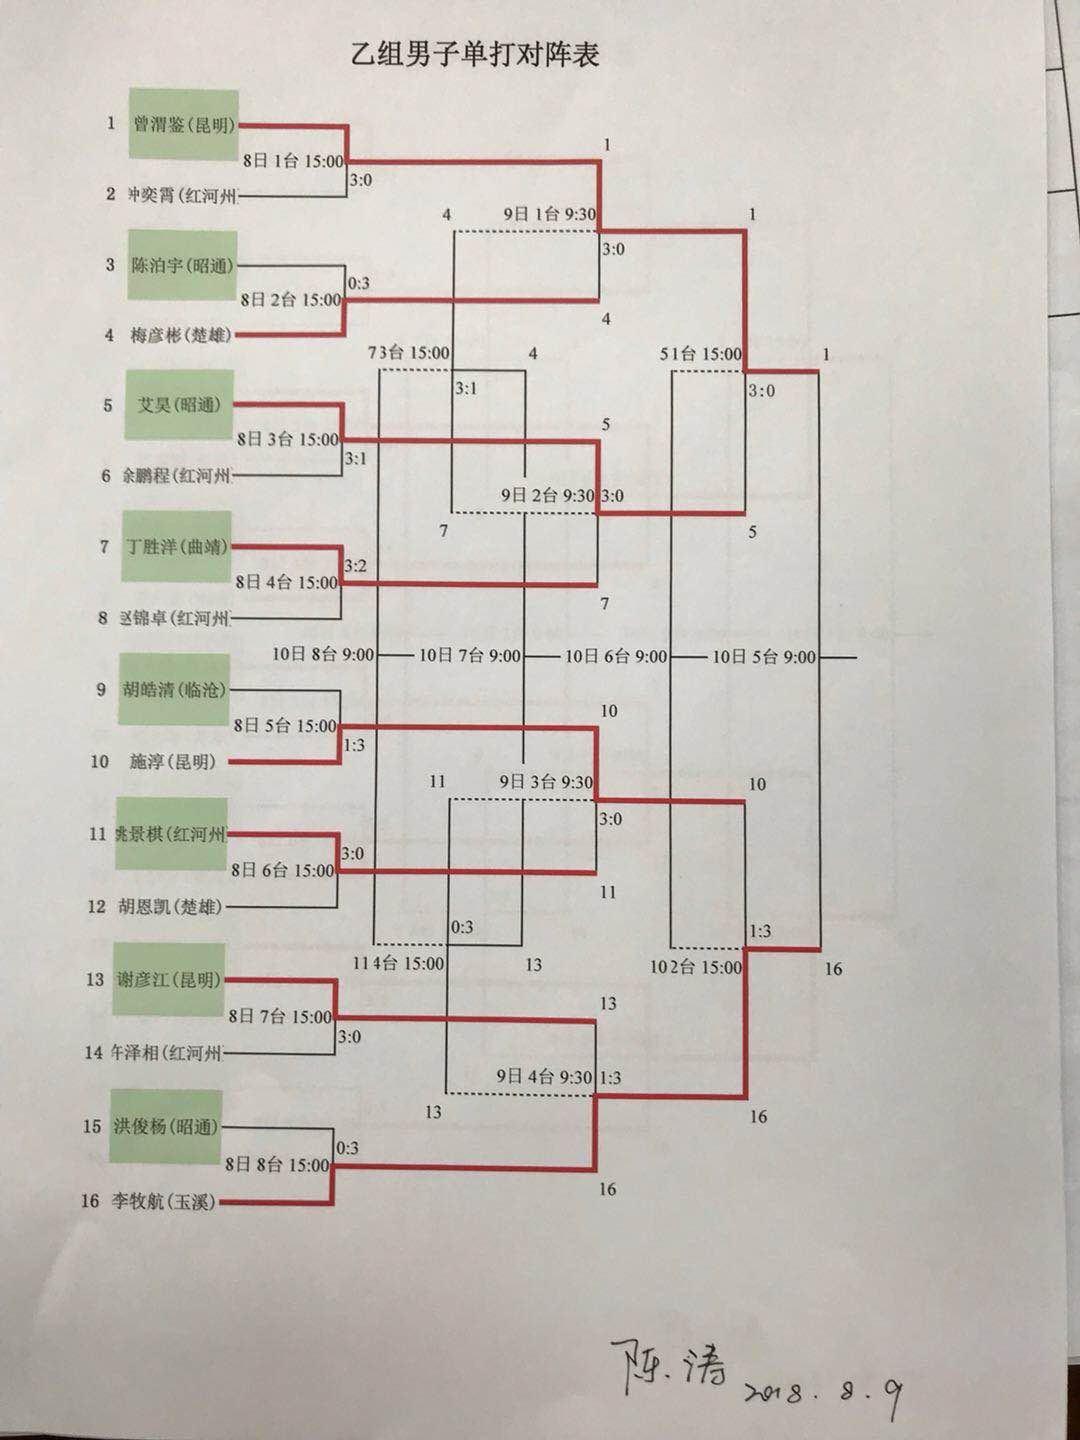 乙组男子单打对阵表
1
1 曾渭鉴(昆明)
8日 1台 15:00
3:0
2 钟奕霄(红河州
4
9日 1台 9:30
1
3:0
3 陈泊宇(昭通)
0:3
8日 2台 15:00
4
4 梅彦彬(楚雄)
73台 15:00
4
51台 15:00
1
3:1
3:0
5 艾昊(昭通)
5
8日 3台 15:00
3:1
6 余鹏程(红河州
9日 2台 9:30
3:0
7
5
7 丁胜洋(曲靖)
3:2
8日 4台 15:00
7
8 赵锦卓(红河州
10日 8台 9:00
10日 7台 9:00
10日 6台 9:00
10日 5台 9:00
9 胡皓清(临沧)
10
8日 5台 15:00
1:3
10 施淳(昆明)
11
9日 3台 9:30
10
3:0
11 姚景棋(红河州
3:0
8日 6台 15:00
11
12 胡恩凯(楚雄)
0:3
1:3
114台 15:00
13
102台 15:00
16
13 谢彦江(昆明)
13
8日 7台 15:00
3:0
14 许泽相(红河州
9日 4台 9:30
1:3
13
16
15 洪俊杨(昭通)
0:3
8日 8台 15:00
16
16 李牧航(玉溪)
陈涛
2018.8.9